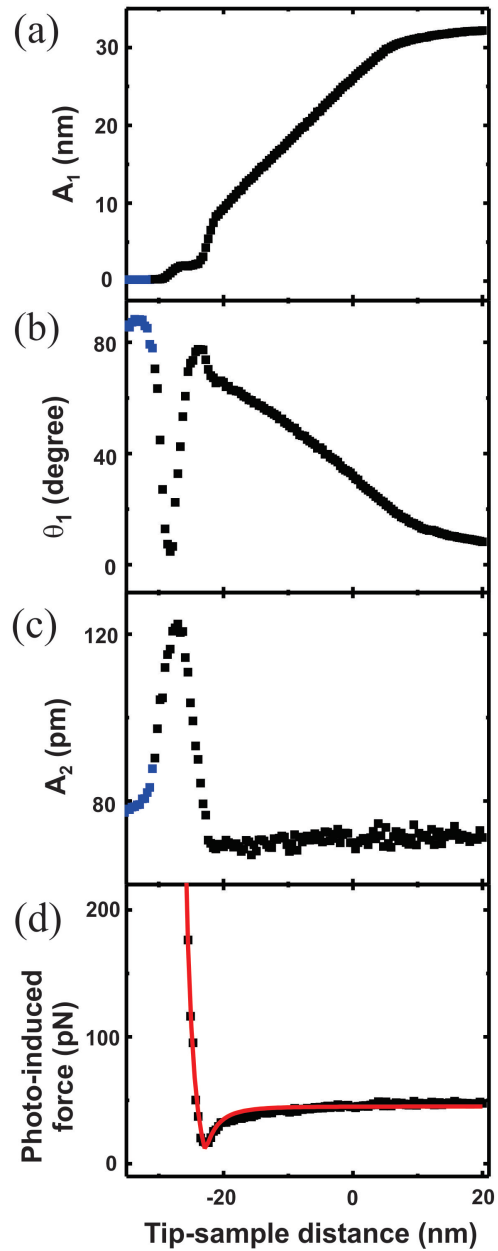 (a)
30
20
10
0
A₁ (nm)
(b)
80
40
0
θ₁ (degree)
(c)
120
80
A₂ (pm)
(d)
200
100
0
Photo-induced
force (pN)
-20 0 20
Tip-sample distance (nm)